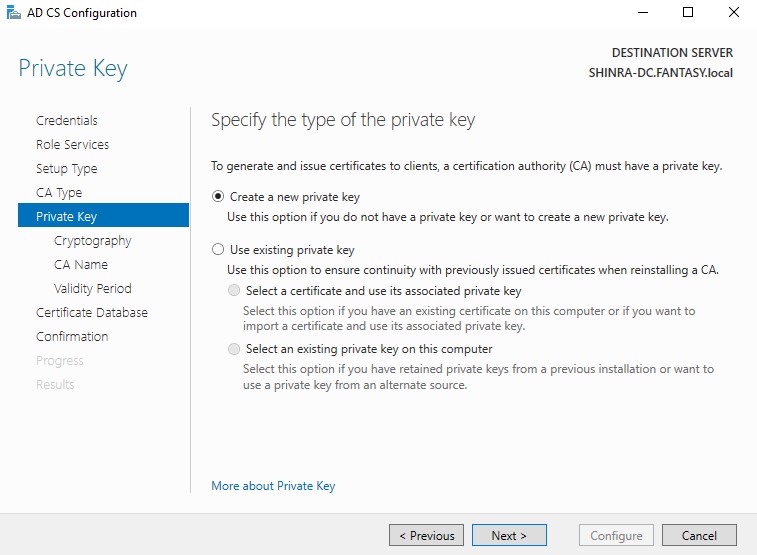 AD CS Configuration
Private Key
DESTINATION SERVER
SHINRA-DC.FANTASY.local
Credentials
Role Services
Setup Type
CA Type
Private Key
Cryptography
CA Name
Validity Period
Certificate Database
Confirmation
Progress
Results
Specify the type of the private key
To generate and issue certificates to clients, a certification authority (CA) must have a private key.
Create a new private key
Use this option if you do not have a private key or want to create a new private key.
Use existing private key
Use this option to ensure continuity with previously issued certificates when reinstalling a CA.
Select a certificate and use its associated private key
Select this option if you have an existing certificate on this computer or if you want to
import a certificate and use its associated private key.
Select an existing private key on this computer
Select this option if you have retained private keys from a previous installation or want to
use a private key from an alternate source.
More about Private Key
< Previous
Next >
Configure
Cancel